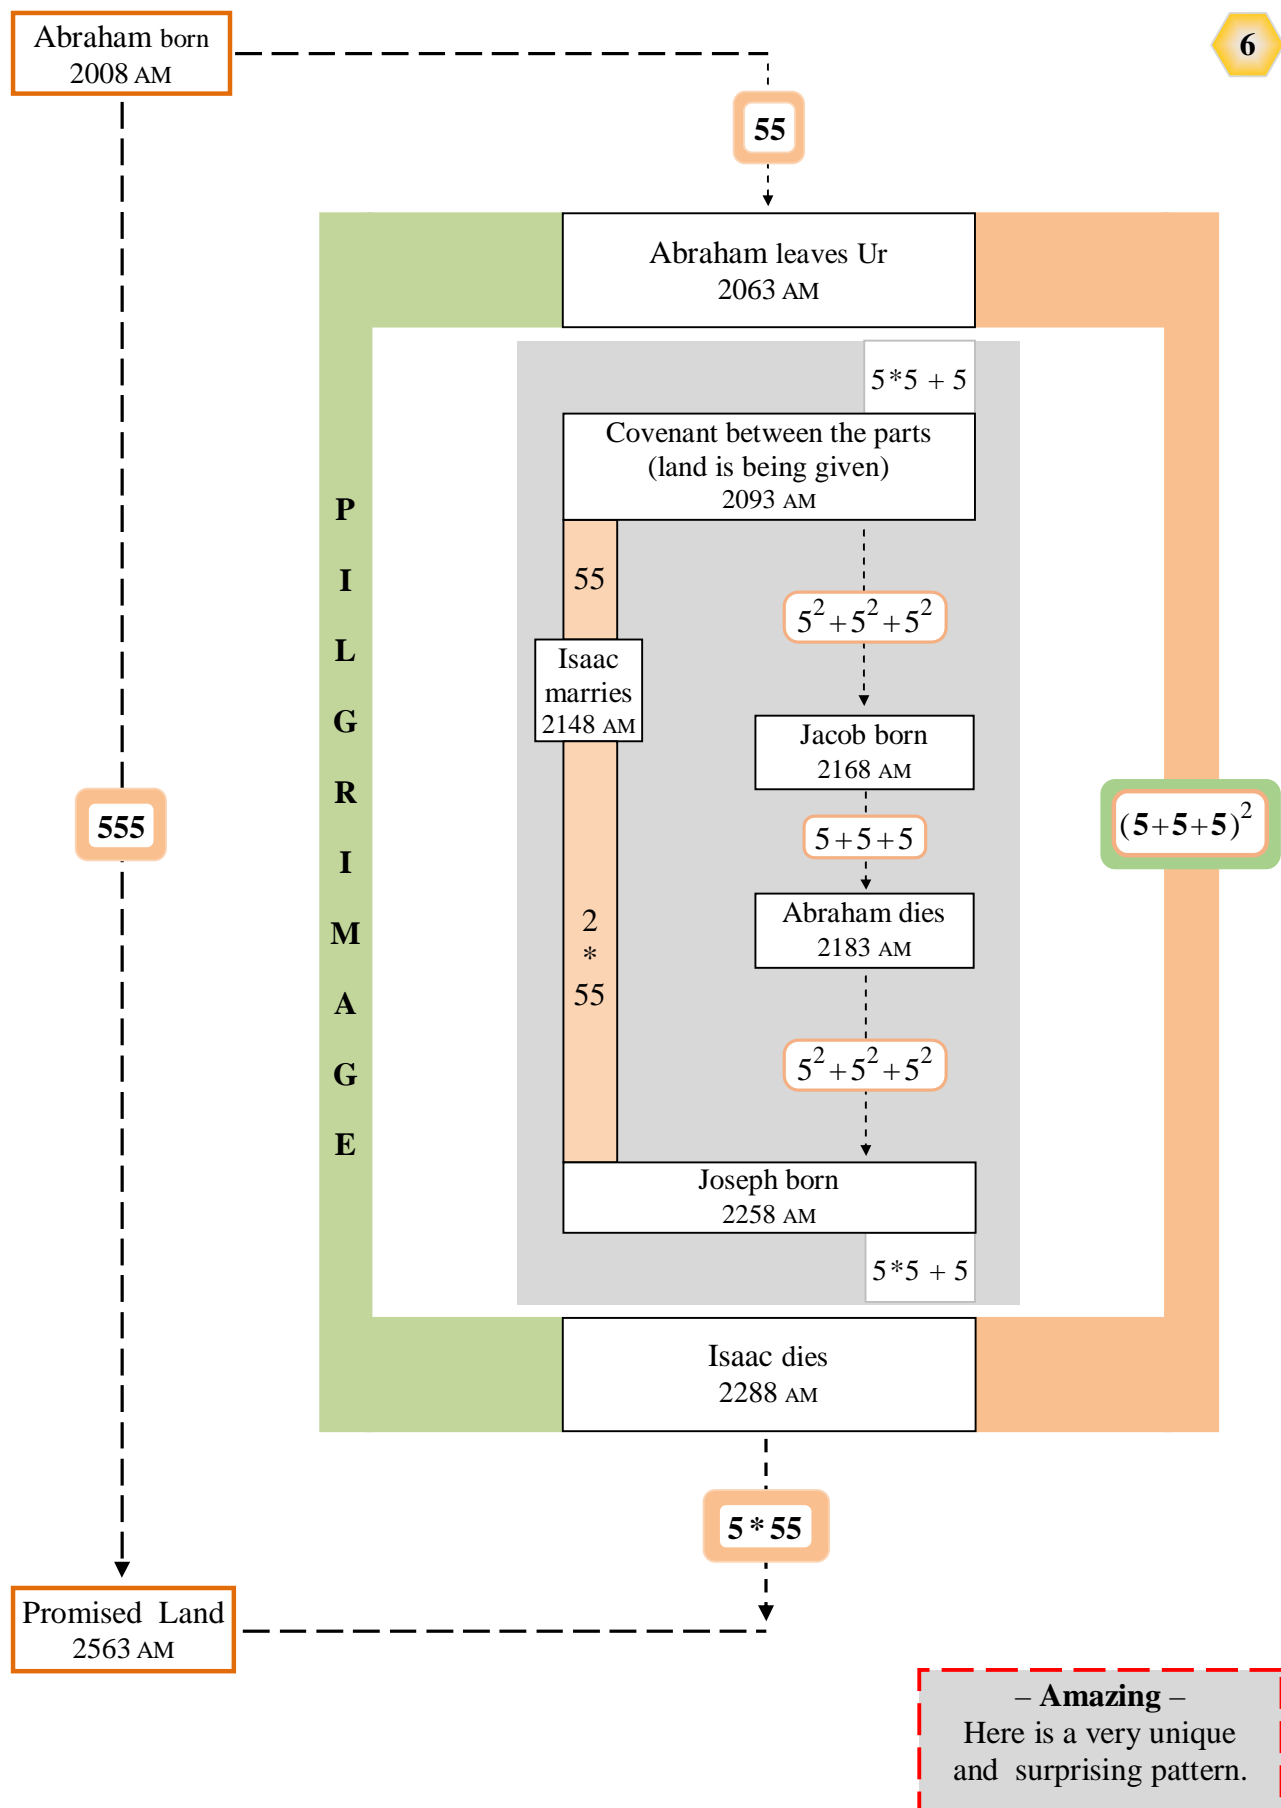 Abraham born
2008 AM
6
55
Abraham leaves Ur
2063 AM
5*5 + 5
Covenant between the parts
(land is being given)
2093 AM
55
5² + 5² + 5²
Isaac
marries
2148 AM
Jacob born
2168 AM
5 + 5 + 5
Abraham dies
2183 AM
2
*
55
5² + 5² + 5²
Joseph born
2258 AM
5*5 + 5
P
I
L
G
R
I
M
A
G
E
555
(5+5+5)²
Isaac dies
2288 AM
5 * 55
Promised Land
2563 AM
– Amazing –
Here is a very unique
and surprising pattern.